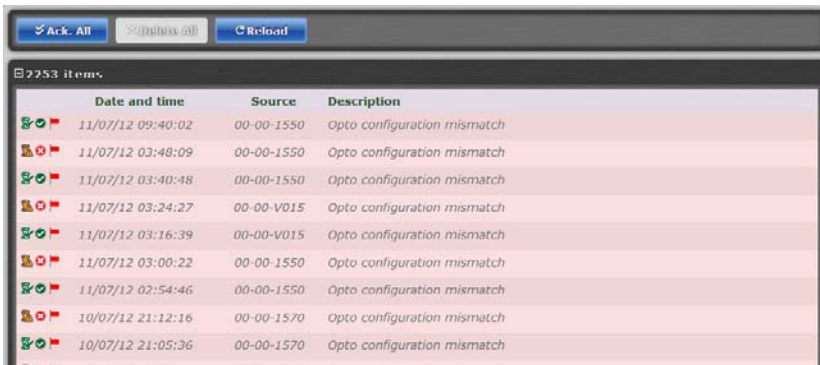 Ack. All Delete All Reload
2253 items
Date and time Source Description
11/07/12 09:40:02 00-00-1550 Opto configuration mismatch
11/07/12 03:48:09 00-00-1550 Opto configuration mismatch
11/07/12 03:40:48 00-00-1550 Opto configuration mismatch
11/07/12 03:24:27 00-00-V015 Opto configuration mismatch
11/07/12 03:16:39 00-00-V015 Opto configuration mismatch
11/07/12 03:00:22 00-00-1550 Opto configuration mismatch
11/07/12 02:54:46 00-00-1550 Opto configuration mismatch
10/07/12 21:12:16 00-00-1570 Opto configuration mismatch
10/07/12 21:05:36 00-00-1570 Opto configuration mismatch